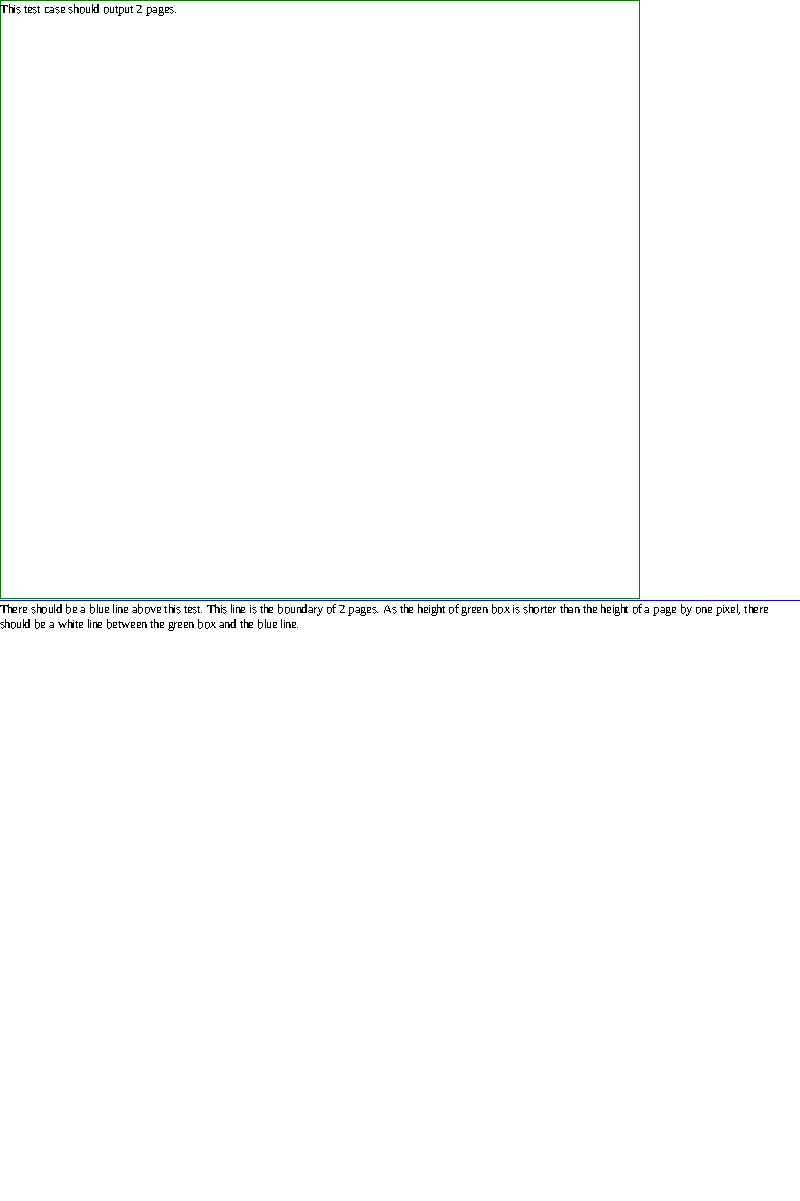 This test case should output 2 pages.
There should be a blue line above this test. This line is the boundary of 2 pages. As the height of green box is shorter than the height of a page by one pixel, there
should be a white line between the green box and the blue line.